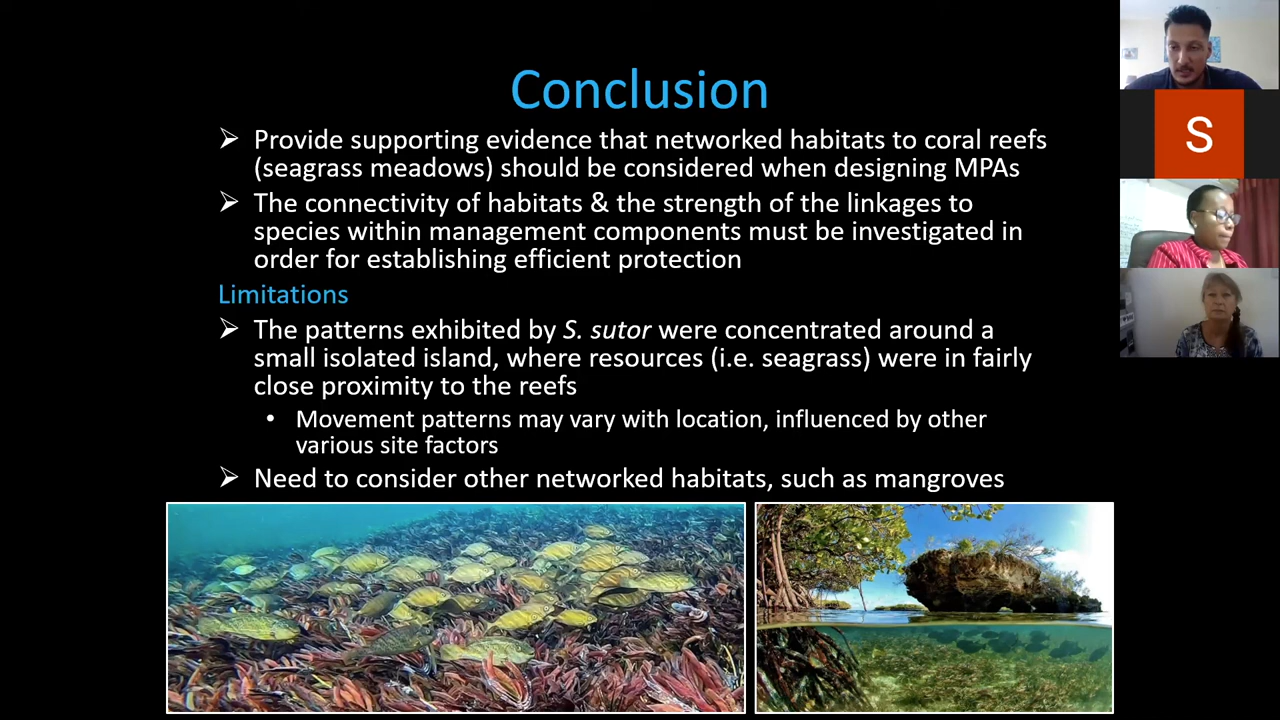 Conclusion
Provide supporting evidence that networked habitats to coral reefs
(seagrass meadows) should be considered when designing MPAs
The connectivity of habitats & the strength of the linkages to
species within management components must be investigated in
order for establishing efficient protection
Limitations
The patterns exhibited by S. sutor were concentrated around a
small isolated island, where resources (i.e. seagrass) were in fairly
close proximity to the reefs
Movement patterns may vary with location, influenced by other
various site factors
Need to consider other networked habitats, such as mangroves
S